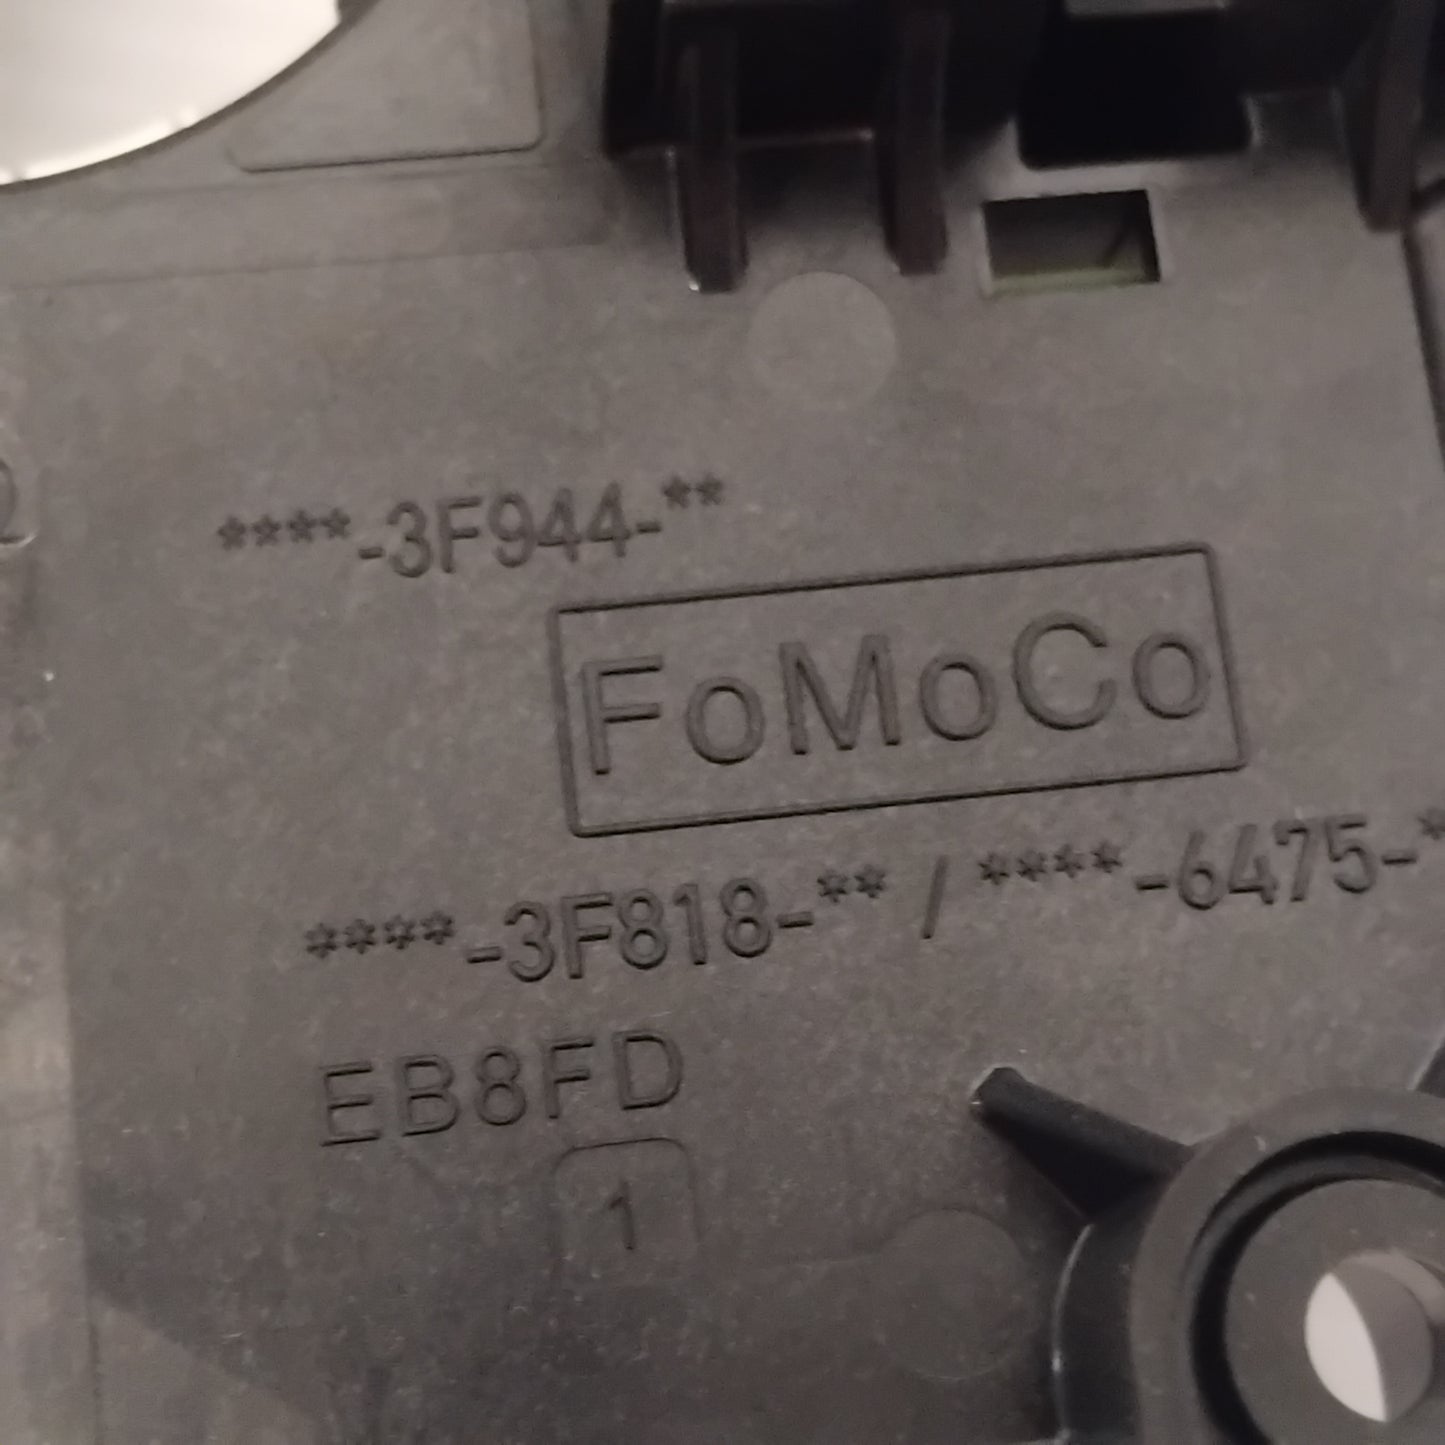 ****-3F944-**
FoMoCo
****-3F818-** / ****-6475-*
EB8FD
1